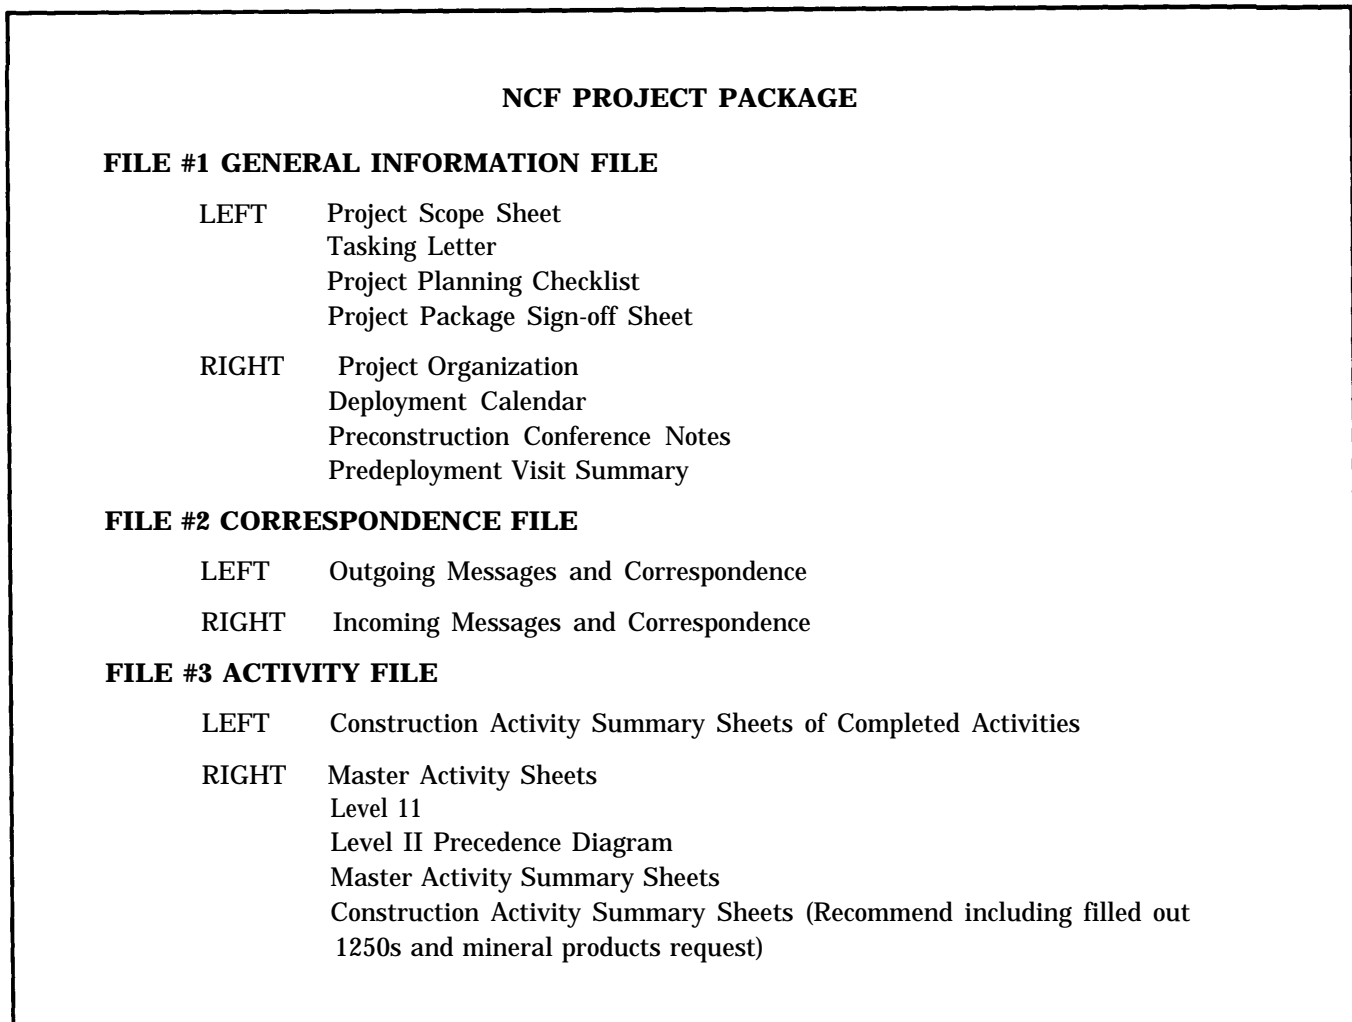 NCF PROJECT PACKAGE
FILE #1 GENERAL INFORMATION FILE
LEFT Project Scope Sheet
Tasking Letter
Project Planning Checklist
Project Package Sign-off Sheet
RIGHT Project Organization
Deployment Calendar
Preconstruction Conference Notes
Predeployment Visit Summary
FILE #2 CORRESPONDENCE FILE
LEFT Outgoing Messages and Correspondence
RIGHT Incoming Messages and Correspondence
FILE #3 ACTIVITY FILE
LEFT Construction Activity Summary Sheets of Completed Activities
RIGHT Master Activity Sheets
Level 11
Level II Precedence Diagram
Master Activity Summary Sheets
Construction Activity Summary Sheets (Recommend including filled out
1250s and mineral products request)